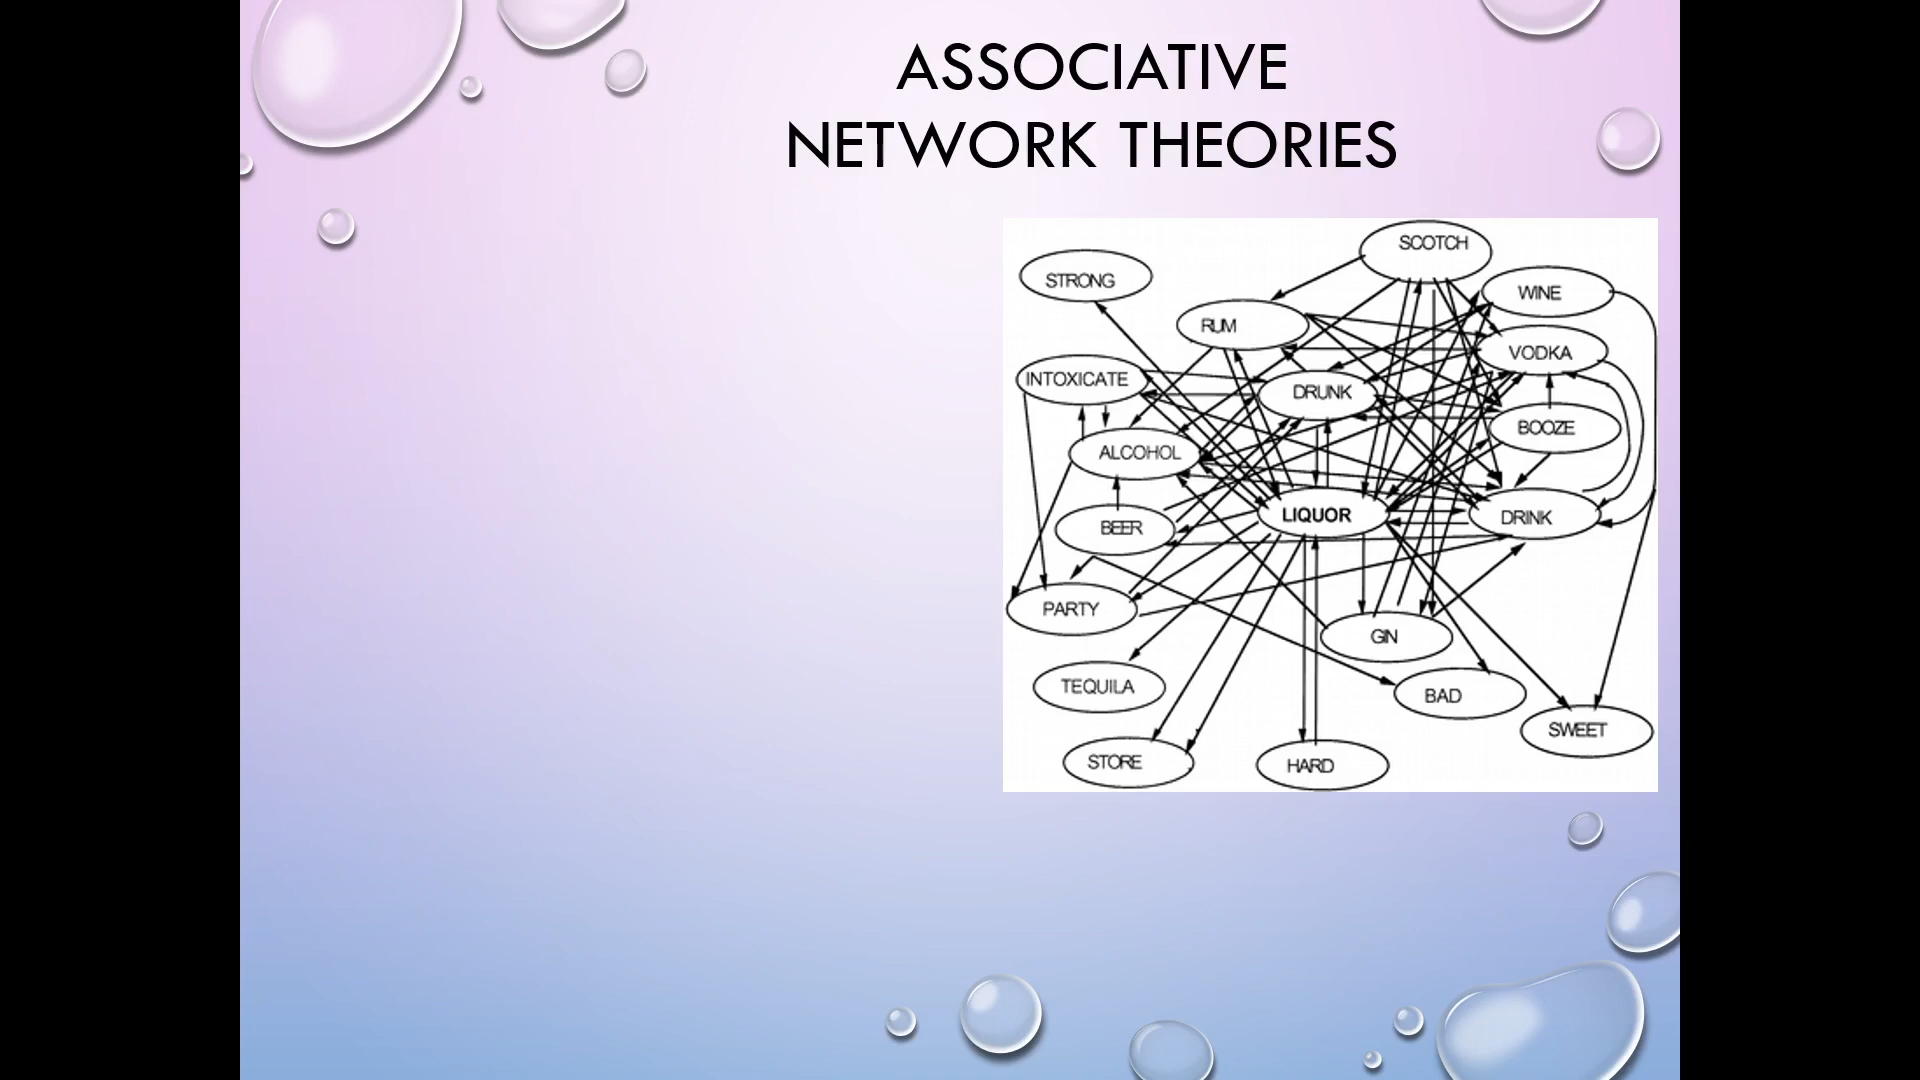 ASSOCIATIVE
NETWORK THEORIES
SCOTCH
STRONG
WINE
RUM
VODKA
INTOXICATE
DRUNK
BOOZE
ALCOHOL
LIQUOR
DRINK
BEER
PARTY
GIN
TEQUILA
BAD
SWEET
STORE
HARD